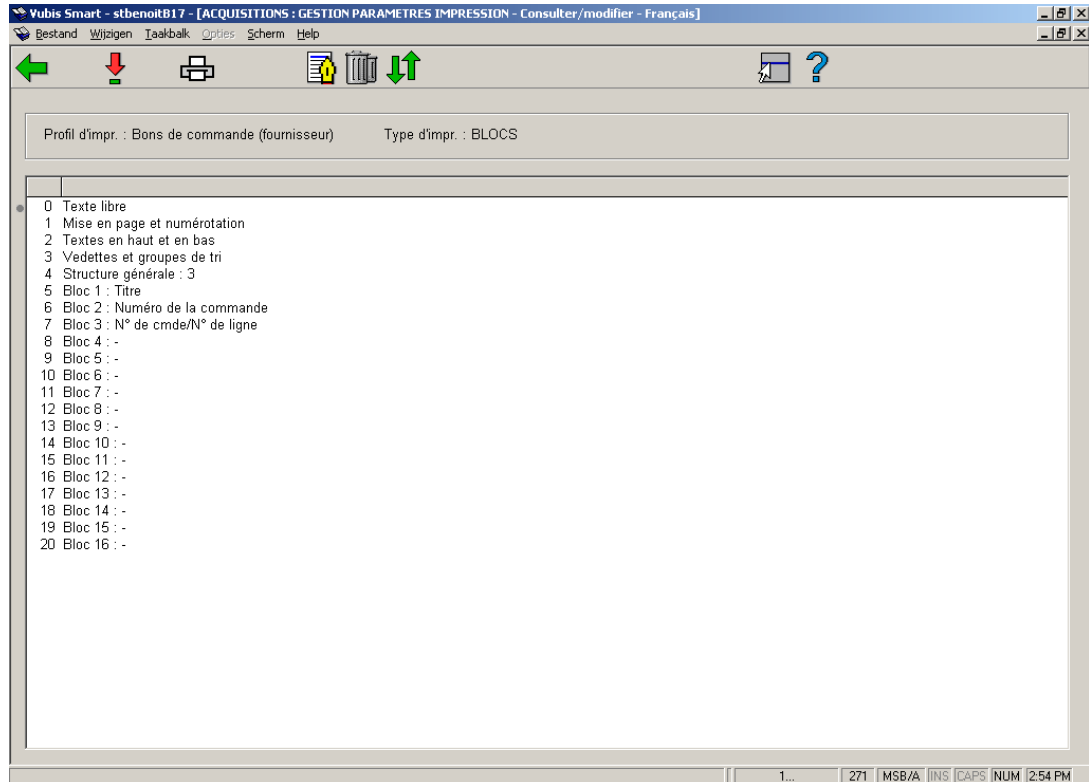 Vubis Smart - stbenoitB17 - [ACQUISITIONS : GESTION PARAMETRES IMPRESSION - Consulter/modifier - Français]
Bestand Wijzigen Taakbalk Opties Scherm Help
Profil d'impr. : Bons de commande (fournisseur) Type d'impr. : BLOCS
0 Texte libre
1 Mise en page et numérotation
2 Textes en haut et en bas
3 Vedettes et groupes de tri
4 Structure générale : 3
5 Bloc 1 : Titre
6 Bloc 2 : Numéro de la commande
7 Bloc 3 : N° de cmde/N° de ligne
8 Bloc 4 : -
9 Bloc 5 : -
10 Bloc 6 : -
11 Bloc 7 : -
12 Bloc 8 : -
13 Bloc 9 : -
14 Bloc 10 : -
15 Bloc 11 : -
16 Bloc 12 : -
17 Bloc 13 : -
18 Bloc 14 : -
19 Bloc 15 : -
20 Bloc 16 : -
1... 271 MSB/A INS CAPS NUM 2:54 PM